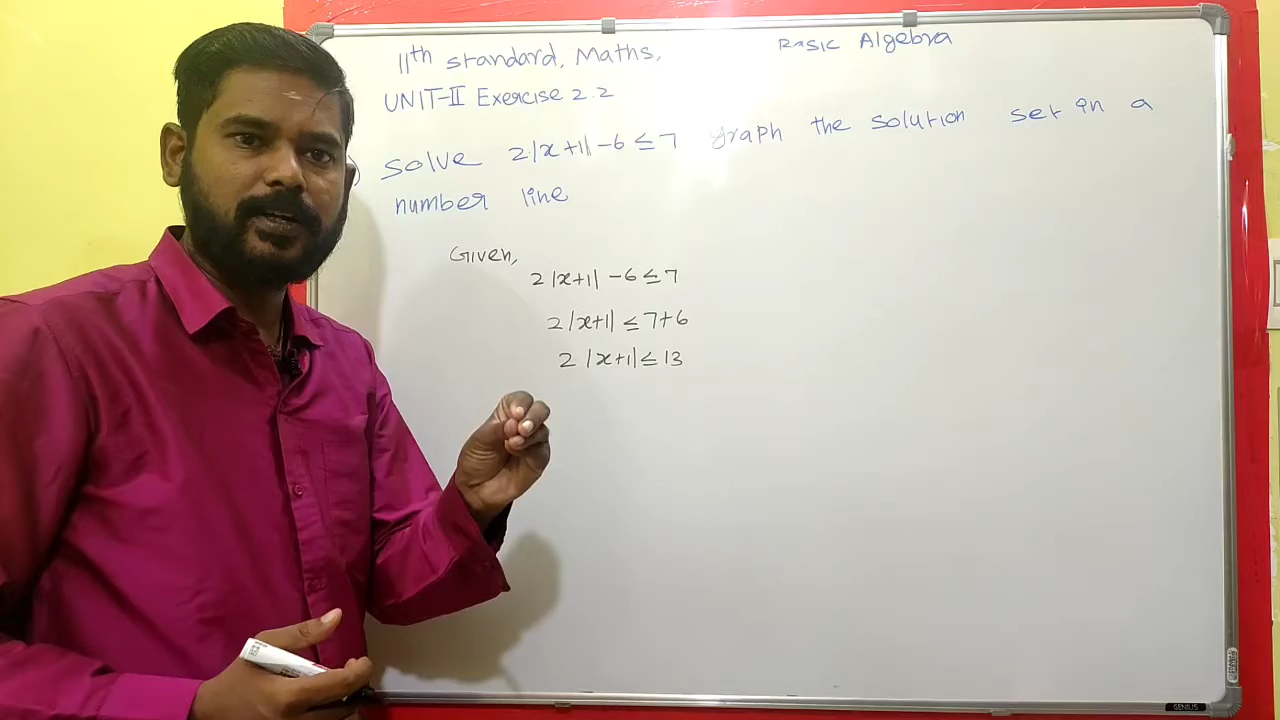 11th standard, Maths,
Basic Algebra
UNIT-II Exercise 2.2
solve 2|x+1| -6 ≤ 7 graph the solution set in a
number line
Given,
2|x+1| -6 ≤ 7
2|x+1| ≤ 7+6
2|x+1| ≤ 13
GENIUS